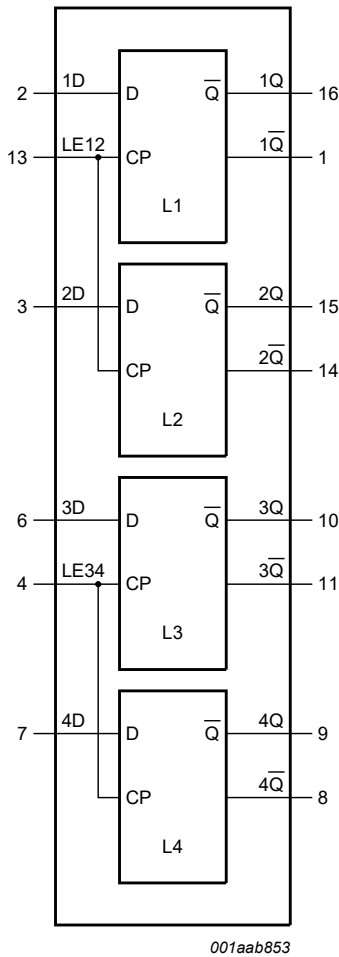 2 1D D Q̅ 1Q 16
13 LE12 CP 1Q̅ 1
L1
3 2D D Q̅ 2Q 15
CP 2Q̅ 14
L2
6 3D D Q̅ 3Q 10
4 LE34 CP 3Q̅ 11
L3
7 4D D Q̅ 4Q 9
CP 4Q̅ 8
L4
001aab853